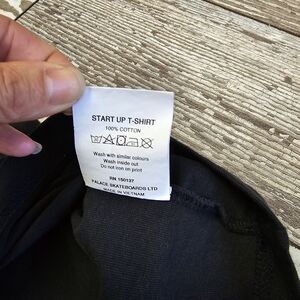 START UP T-SHIRT
100% COTTON
Wash with similar colours
Wash inside out
Do not iron on print
RN 150137
PALACE SKATEBOARDS LTD
MADE IN VIETNAM